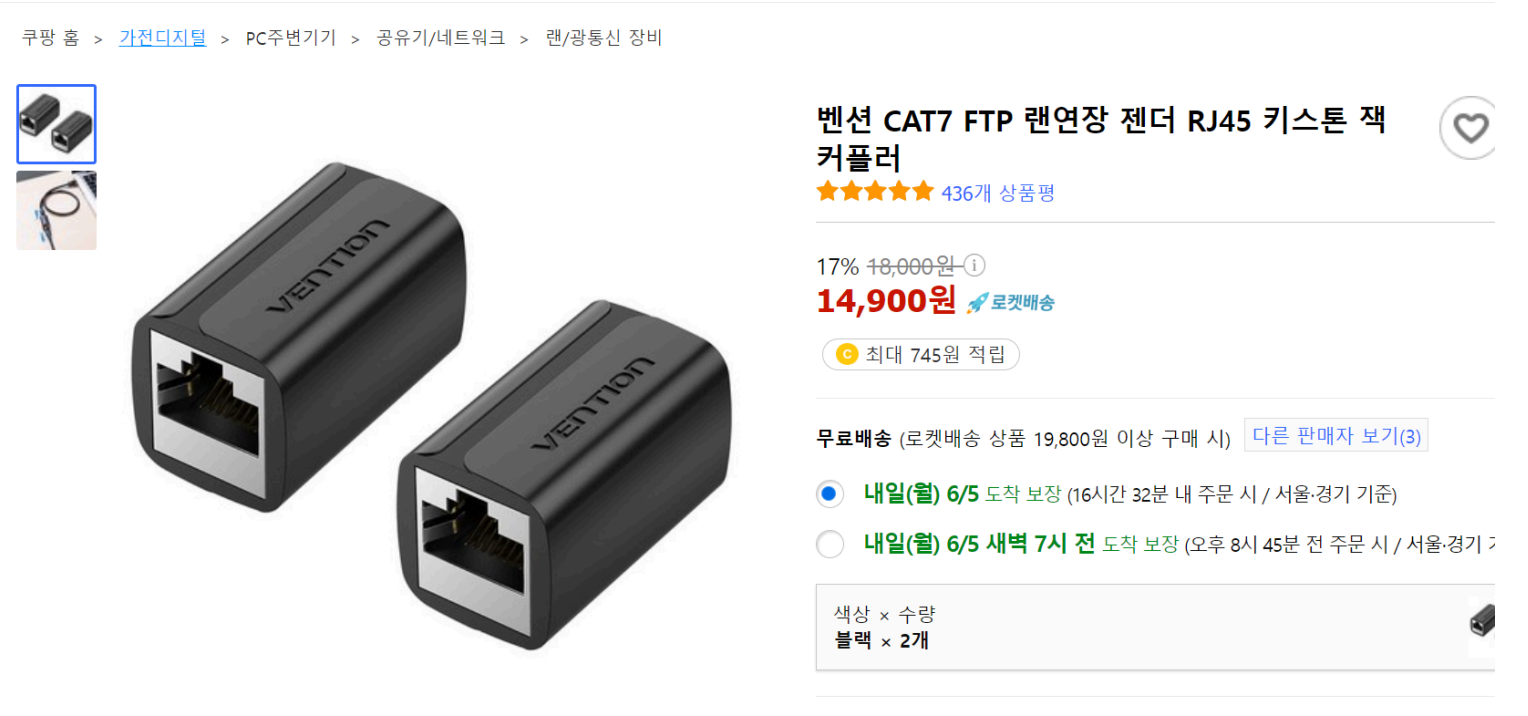 쿠팡 홈 > 가전디지털 > PC주변기기 > 공유기/네트워크 > 랜/광통신 장비
벤션 CAT7 FTP 랜연장 젠더 RJ45 키스톤 잭
커플러
436개 상품평
17% 18,000원
14,900원 로켓배송
최대 745원 적립
무료배송 (로켓배송 상품 19,800원 이상 구매 시) 다른 판매자 보기(3)
내일(월) 6/5 도착 보장 (16시간 32분 내 주문 시 / 서울·경기 기준)
내일(월) 6/5 새벽 7시 전 도착 보장 (오후 8시 45분 전 주문 시 / 서울·경기
색상 × 수량
블랙 × 2개
VENTION
VENTION